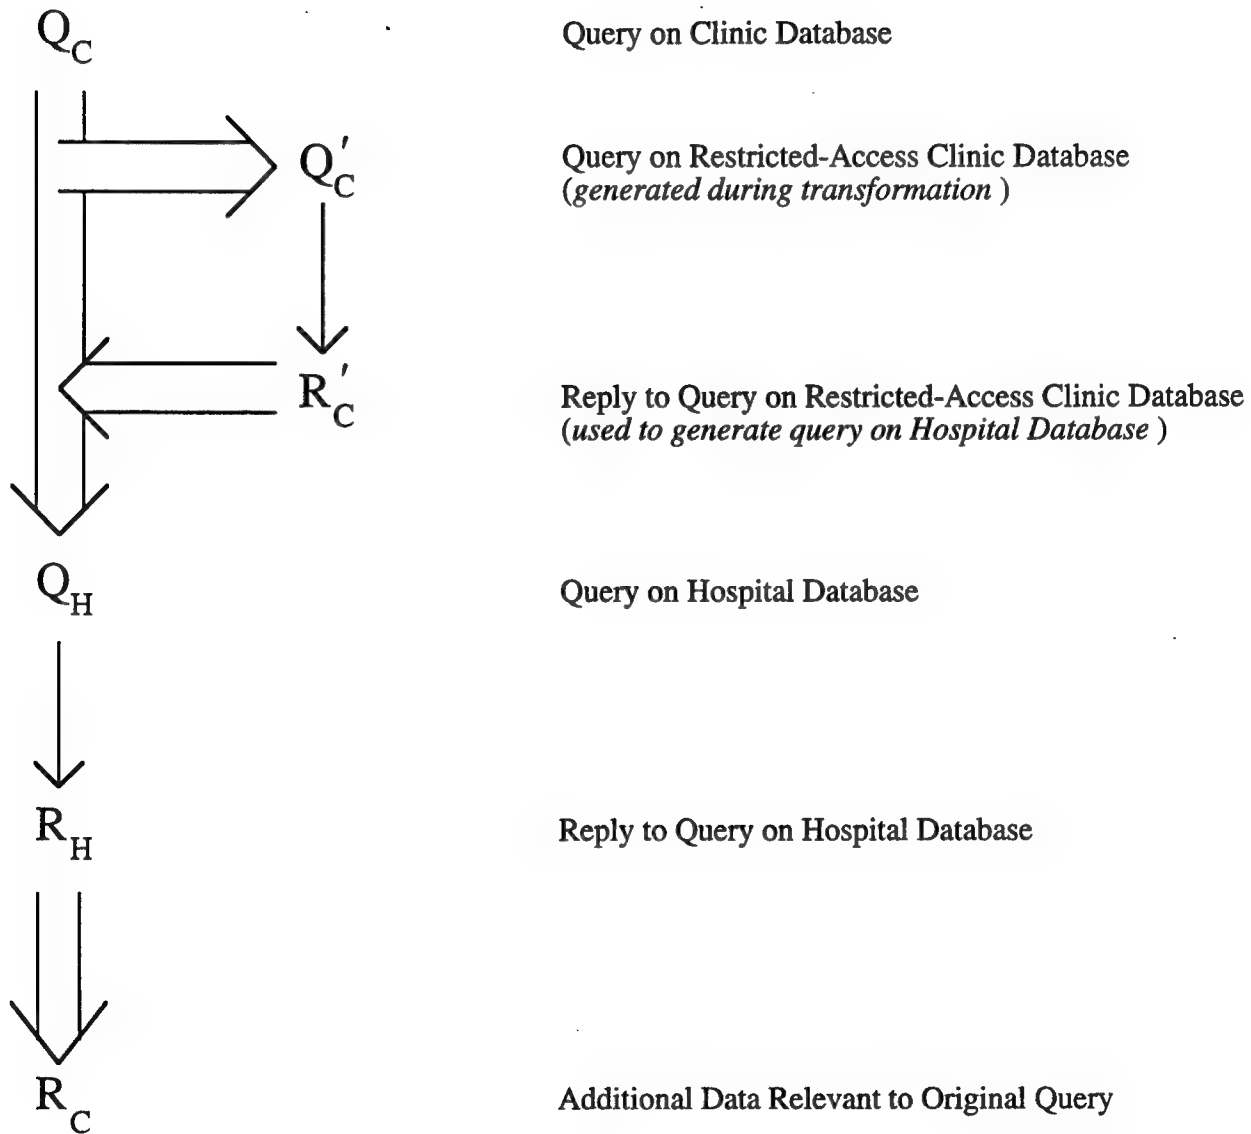 Q_C Query on Clinic Database
Q'_C Query on Restricted-Access Clinic Database
(generated during transformation )
R'_C Reply to Query on Restricted-Access Clinic Database
(used to generate query on Hospital Database )
Q_H Query on Hospital Database
R_H Reply to Query on Hospital Database
R_C Additional Data Relevant to Original Query